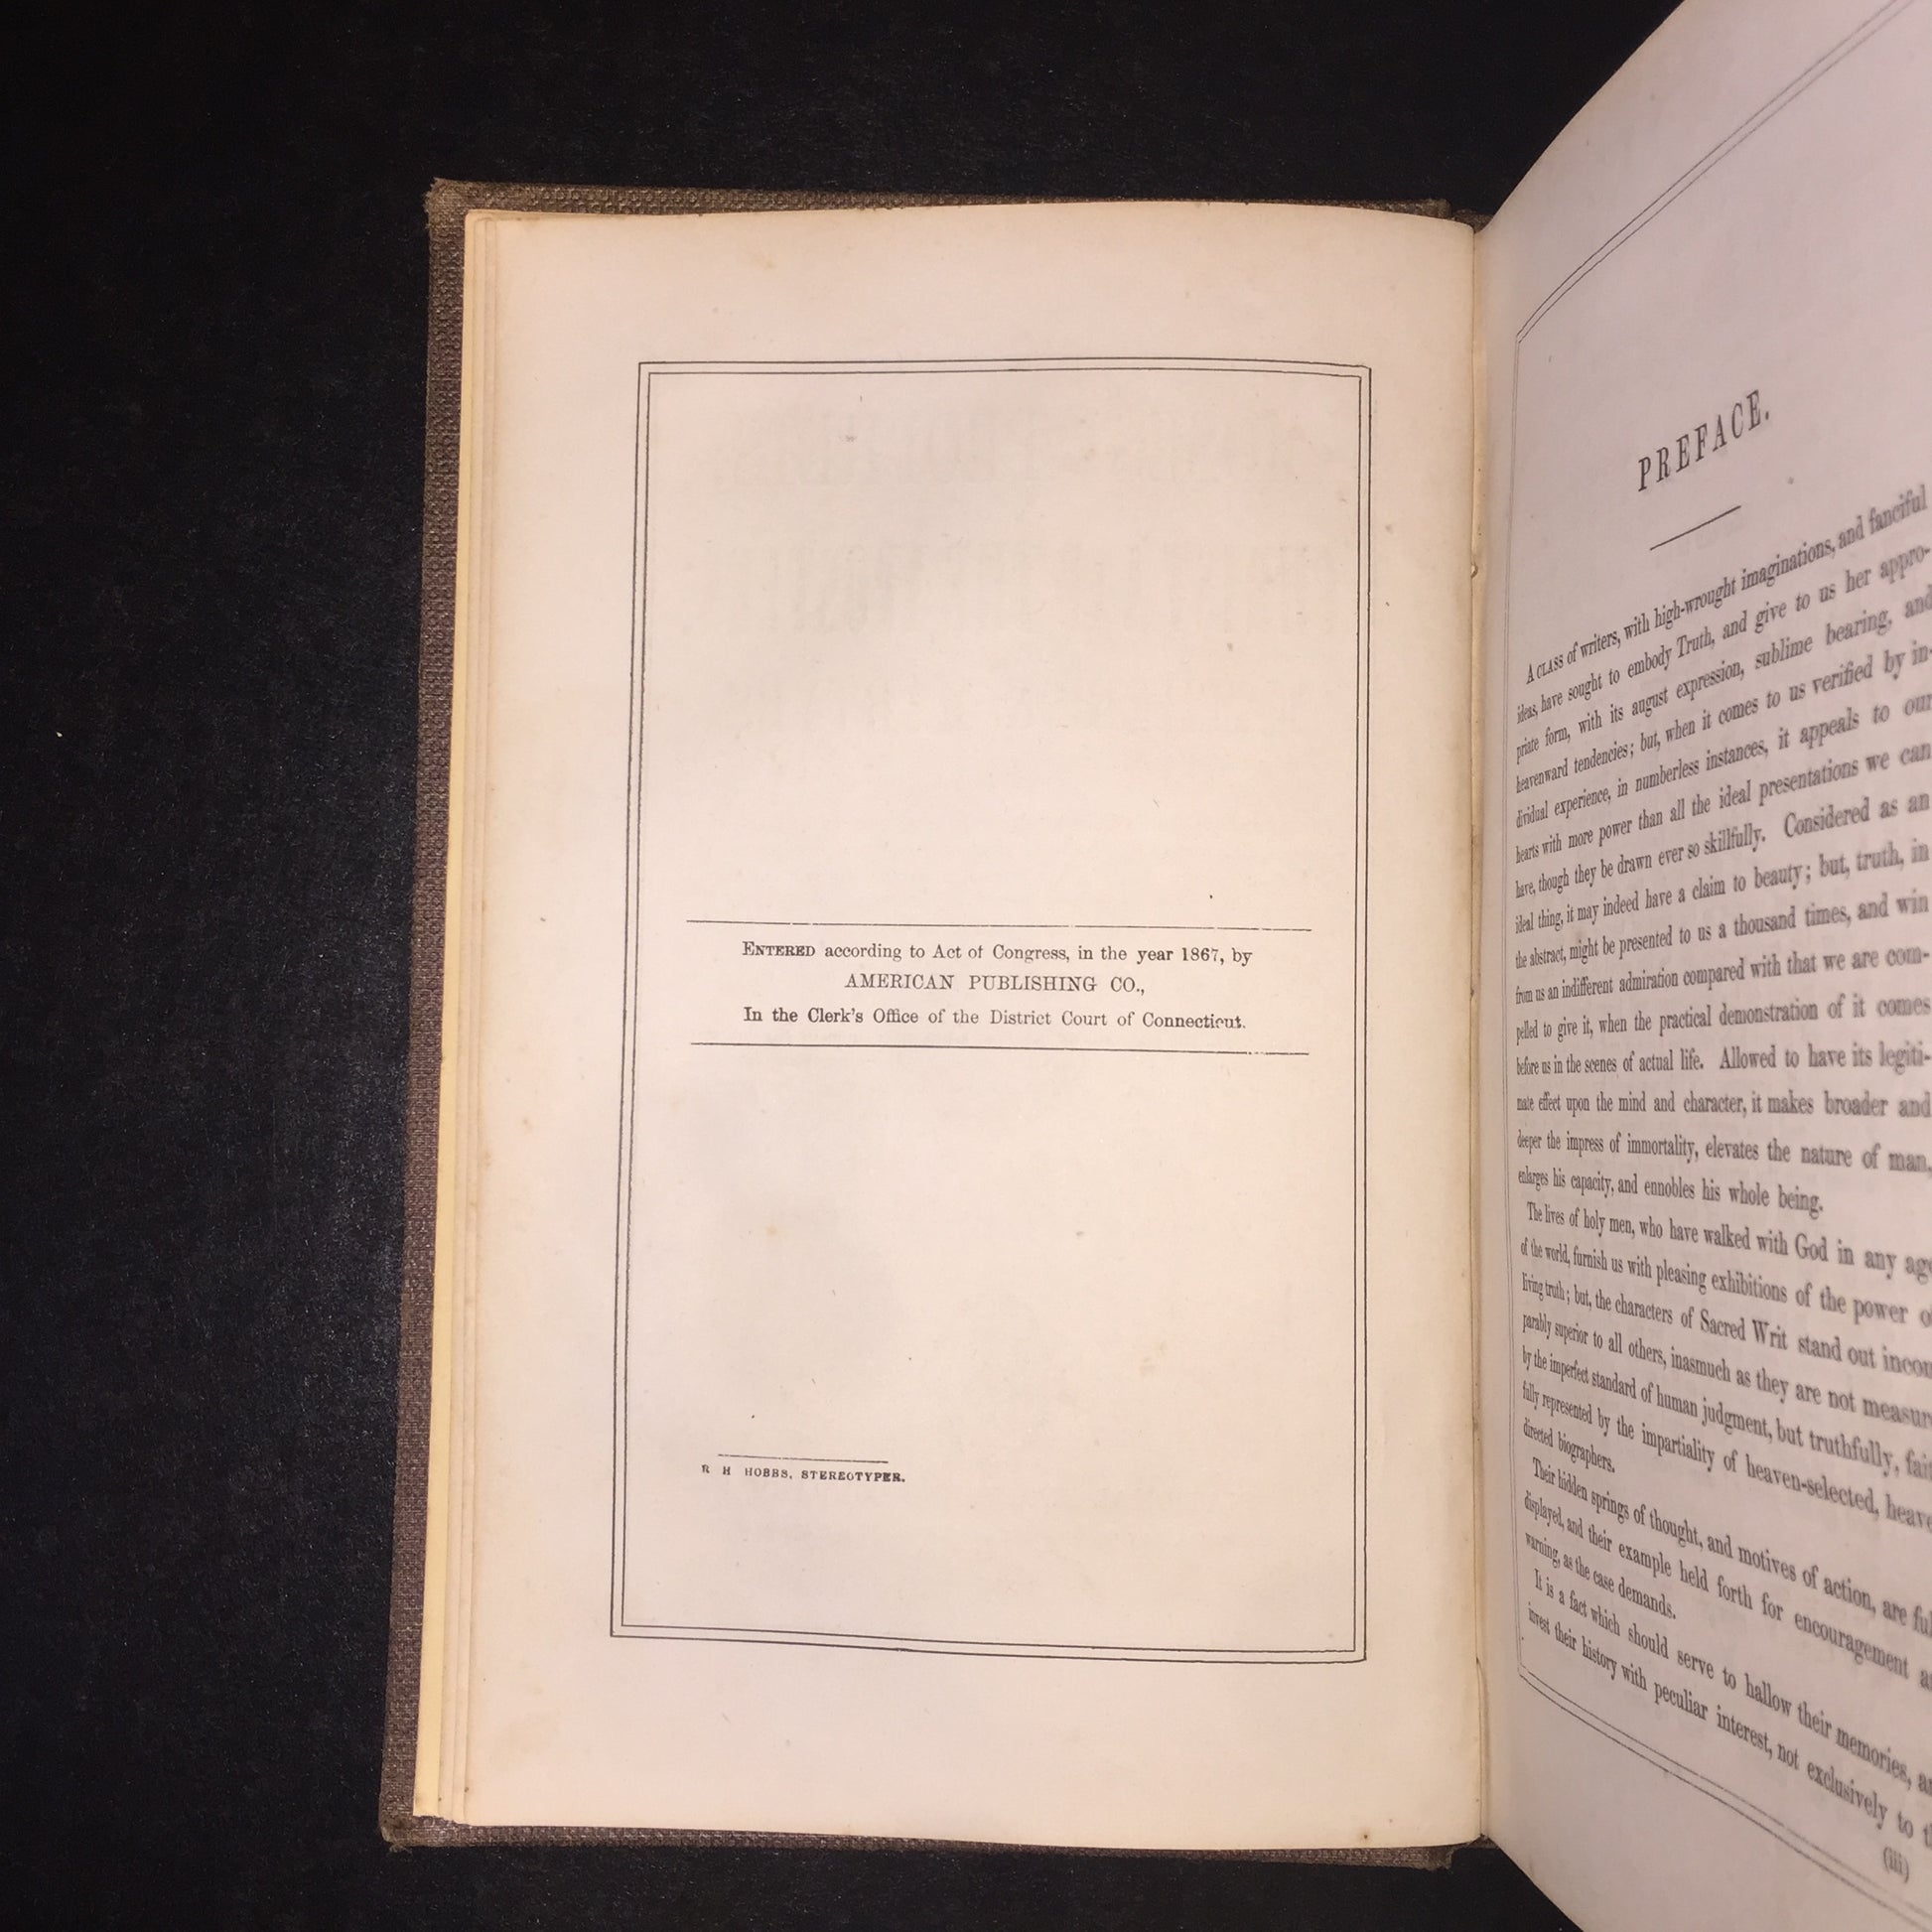 ENTERED according to Act of Congress, in the year 1867, by
AMERICAN PUBLISHING CO.,
In the Clerk's Office of the District Court of Connecticut.
R H HOBBS, STEREOTYPER.
PREFACE.
A CLASS of writers, with high-wrought imaginations, and fanciful
ideas, have sought to embody Truth, and give to us her appro-
priate form, with its august expression, sublime bearing, and
heavenward tendencies; but, when it comes to us verified by in-
dividual experience, in numberless instances, it appeals to our
hearts with more power than all the ideal presentations we can
have, though they be drawn ever so skillfully. Considered as an
ideal thing, it may indeed have a claim to beauty; but, truth, in
the abstract, might be presented to us a thousand times, and win
from us an indifferent admiration compared with that we are com-
pelled to give it, when the practical demonstration of it comes
before us in the scenes of actual life. Allowed to have its legiti-
mate effect upon the mind and character, it makes broader and
deeper the impress of immortality, elevates the nature of man,
enlarges his capacity, and ennobles his whole being.
The lives of holy men, who have walked with God in any age
of the world, furnish us with pleasing exhibitions of the power of
living truth; but, the characters of Sacred Writ stand out incom
parably superior to all others, inasmuch as they are not measur
by the imperfect standard of human judgment, but truthfully, fai
fully represented by the impartiality of heaven-selected, heave
directed biographers.
Their hidden springs of thought, and motives of action, are ful
displayed, and their example held forth for encouragement a
warning, as the case demands.
It is a fact which should serve to hallow their memories, a
invest their history with peculiar interest, not exclusively to t
(iii)